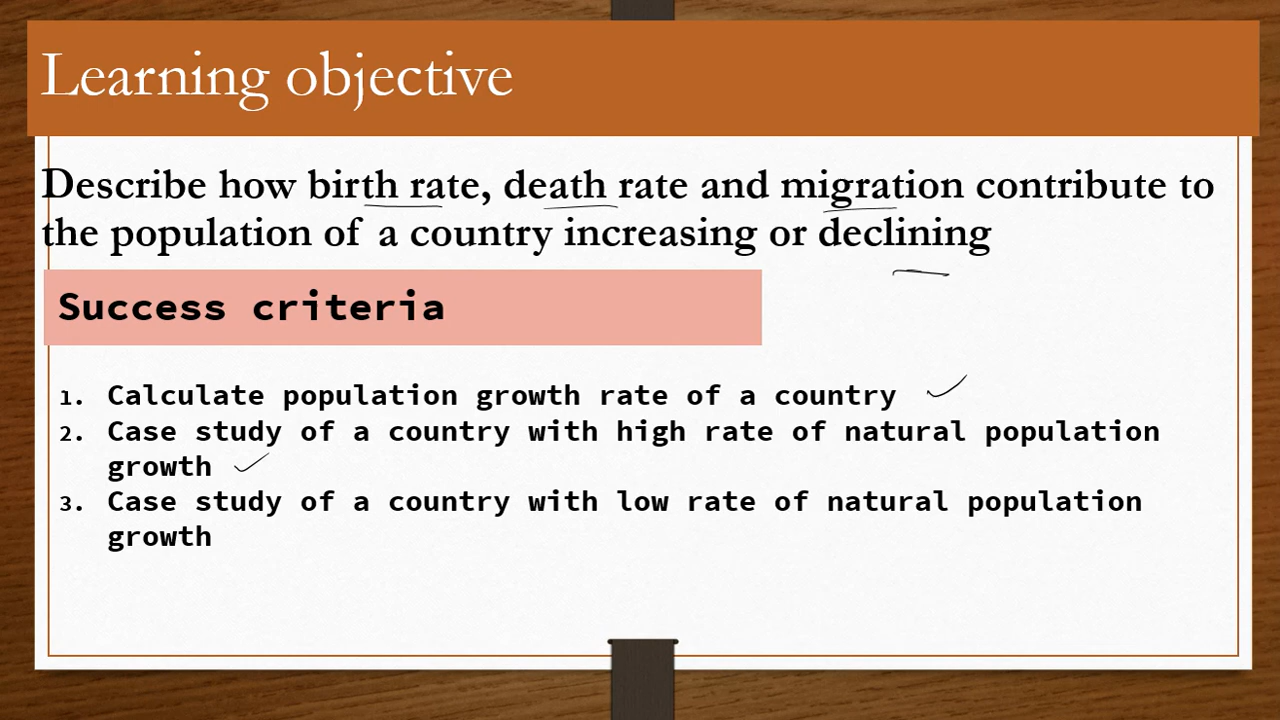 Learning objective
Describe how birth rate, death rate and migration contribute to
the population of a country increasing or declining
Success criteria
1. Calculate population growth rate of a country
2. Case study of a country with high rate of natural population
growth
3. Case study of a country with low rate of natural population
growth